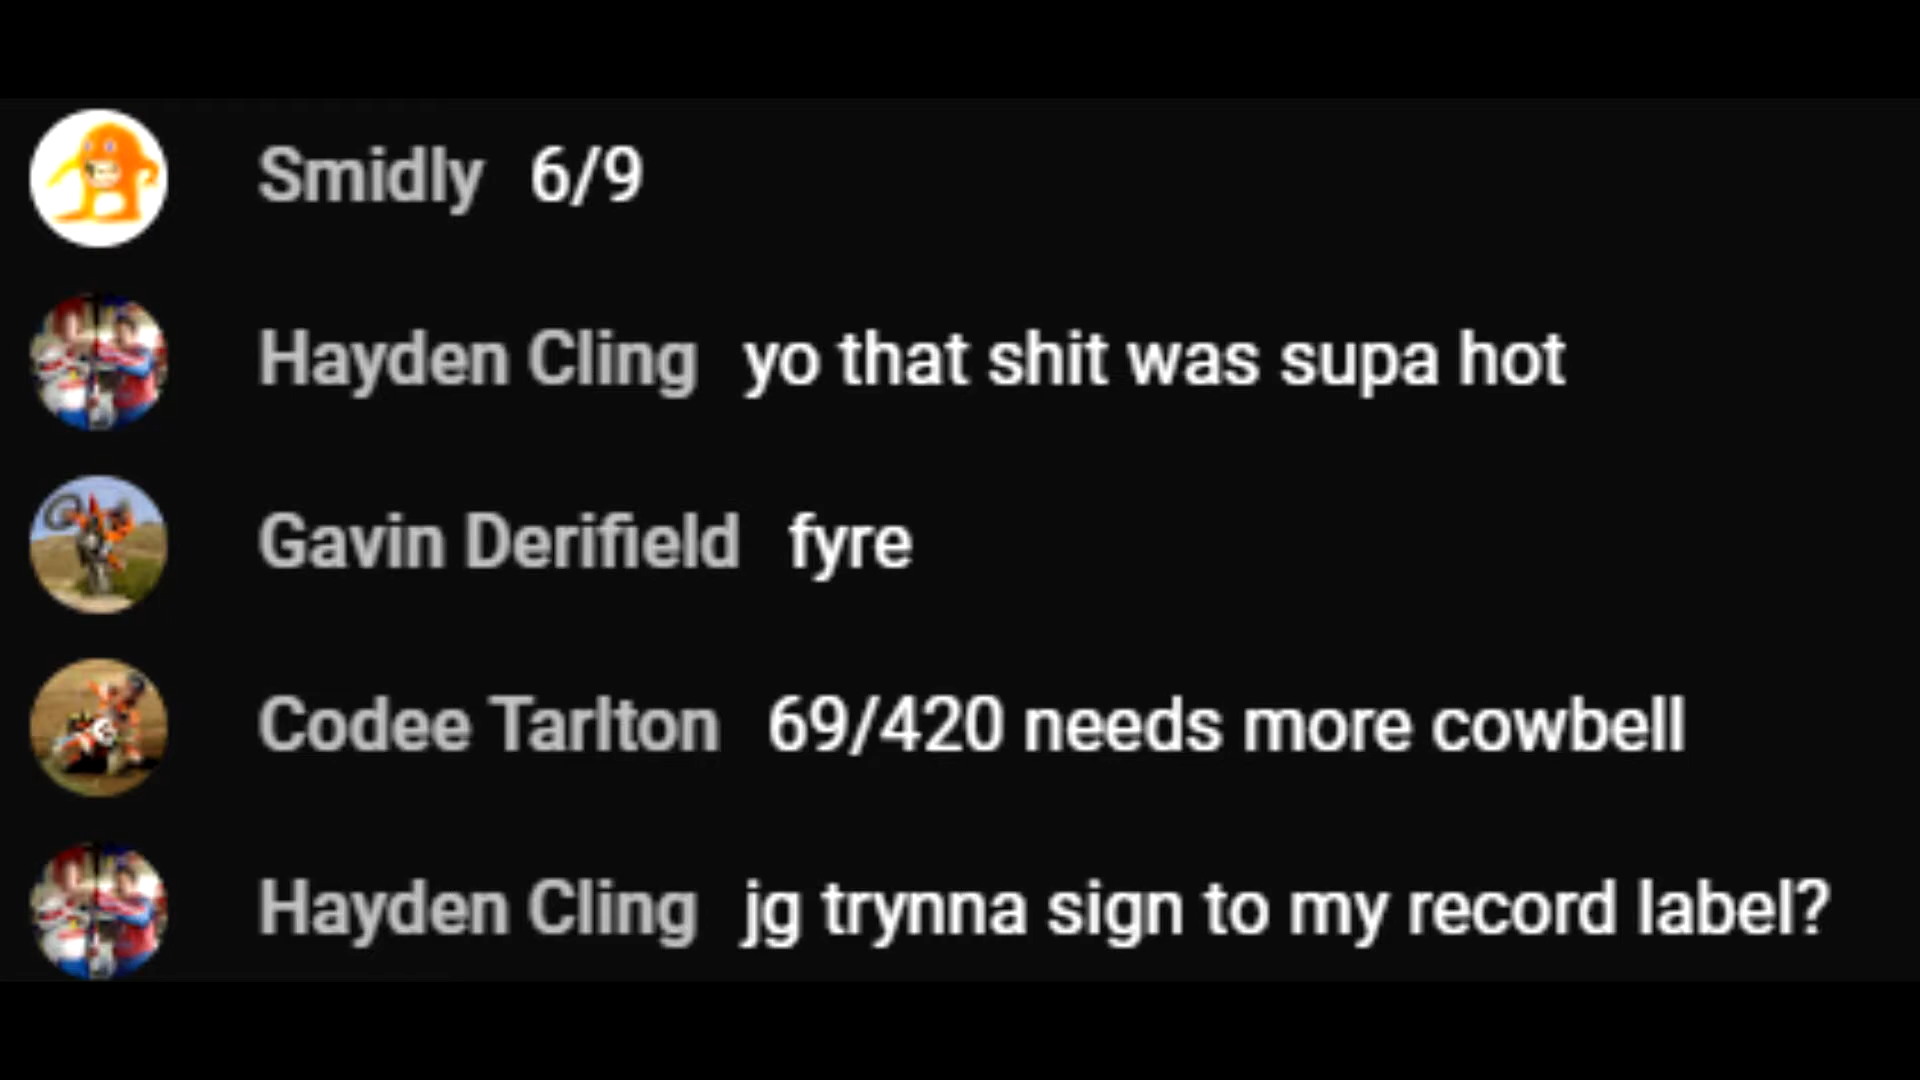 Smidly 6/9
Hayden Cling yo that shit was supa hot
Gavin Derifield fyre
Codee Tarlton 69/420 needs more cowbell
Hayden Cling jg trynna sign to my record label?